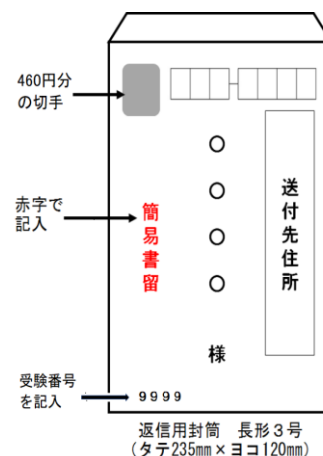 460円分
の切手
赤字で
記入
簡易書留
○○○○様
送付先住所
受験番号
を記入
9999
返信用封筒 長形3号
(タテ235mm×ヨコ120mm)